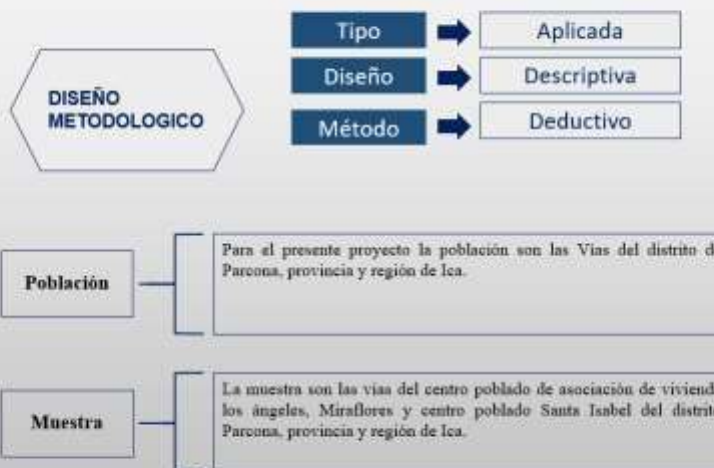 DISEÑO
METODOLOGICO
Tipo
Aplicada
Diseño
Descriptiva
Método
Deductivo
Población
Para el presente proyecto la población son las Vías del distrito d
Parcona, provincia y región de Ica.
Muestra
La muestra son las vías del centro poblado de asociación de viviend
los ángeles, Miraflores y centro poblado Santa Isabel del distrit
Parcona, provincia y región de Ica.